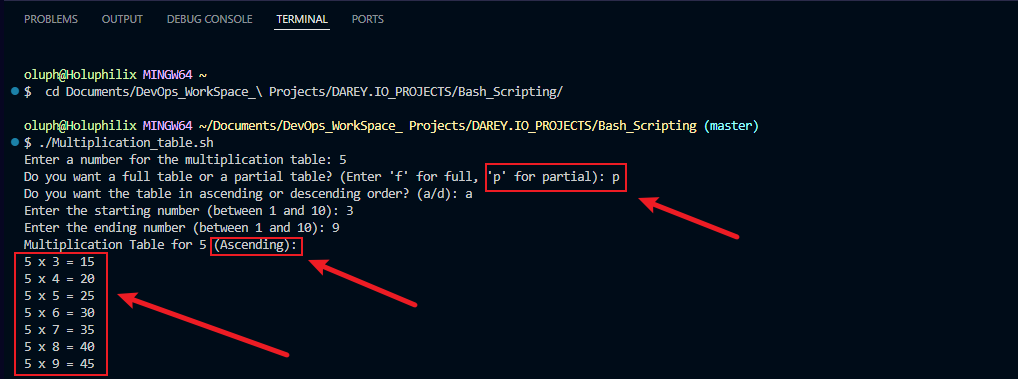 PROBLEMS OUTPUT DEBUG CONSOLE TERMINAL PORTS
oluph@Holuphilix MINGW64 ~
$ cd Documents/DevOps_WorkSpace_\ Projects/DAREY.IO_PROJECTS/Bash_Scripting/
oluph@Holuphilix MINGW64 ~/Documents/DevOps_WorkSpace_ Projects/DAREY.IO_PROJECTS/Bash_Scripting (master)
$ ./Multiplication_table.sh
Enter a number for the multiplication table: 5
Do you want a full table or a partial table? (Enter 'f' for full, 'p' for partial): p
Do you want the table in ascending or descending order? (a/d): a
Enter the starting number (between 1 and 10): 3
Enter the ending number (between 1 and 10): 9
Multiplication Table for 5 (Ascending):
5 x 3 = 15
5 x 4 = 20
5 x 5 = 25
5 x 6 = 30
5 x 7 = 35
5 x 8 = 40
5 x 9 = 45